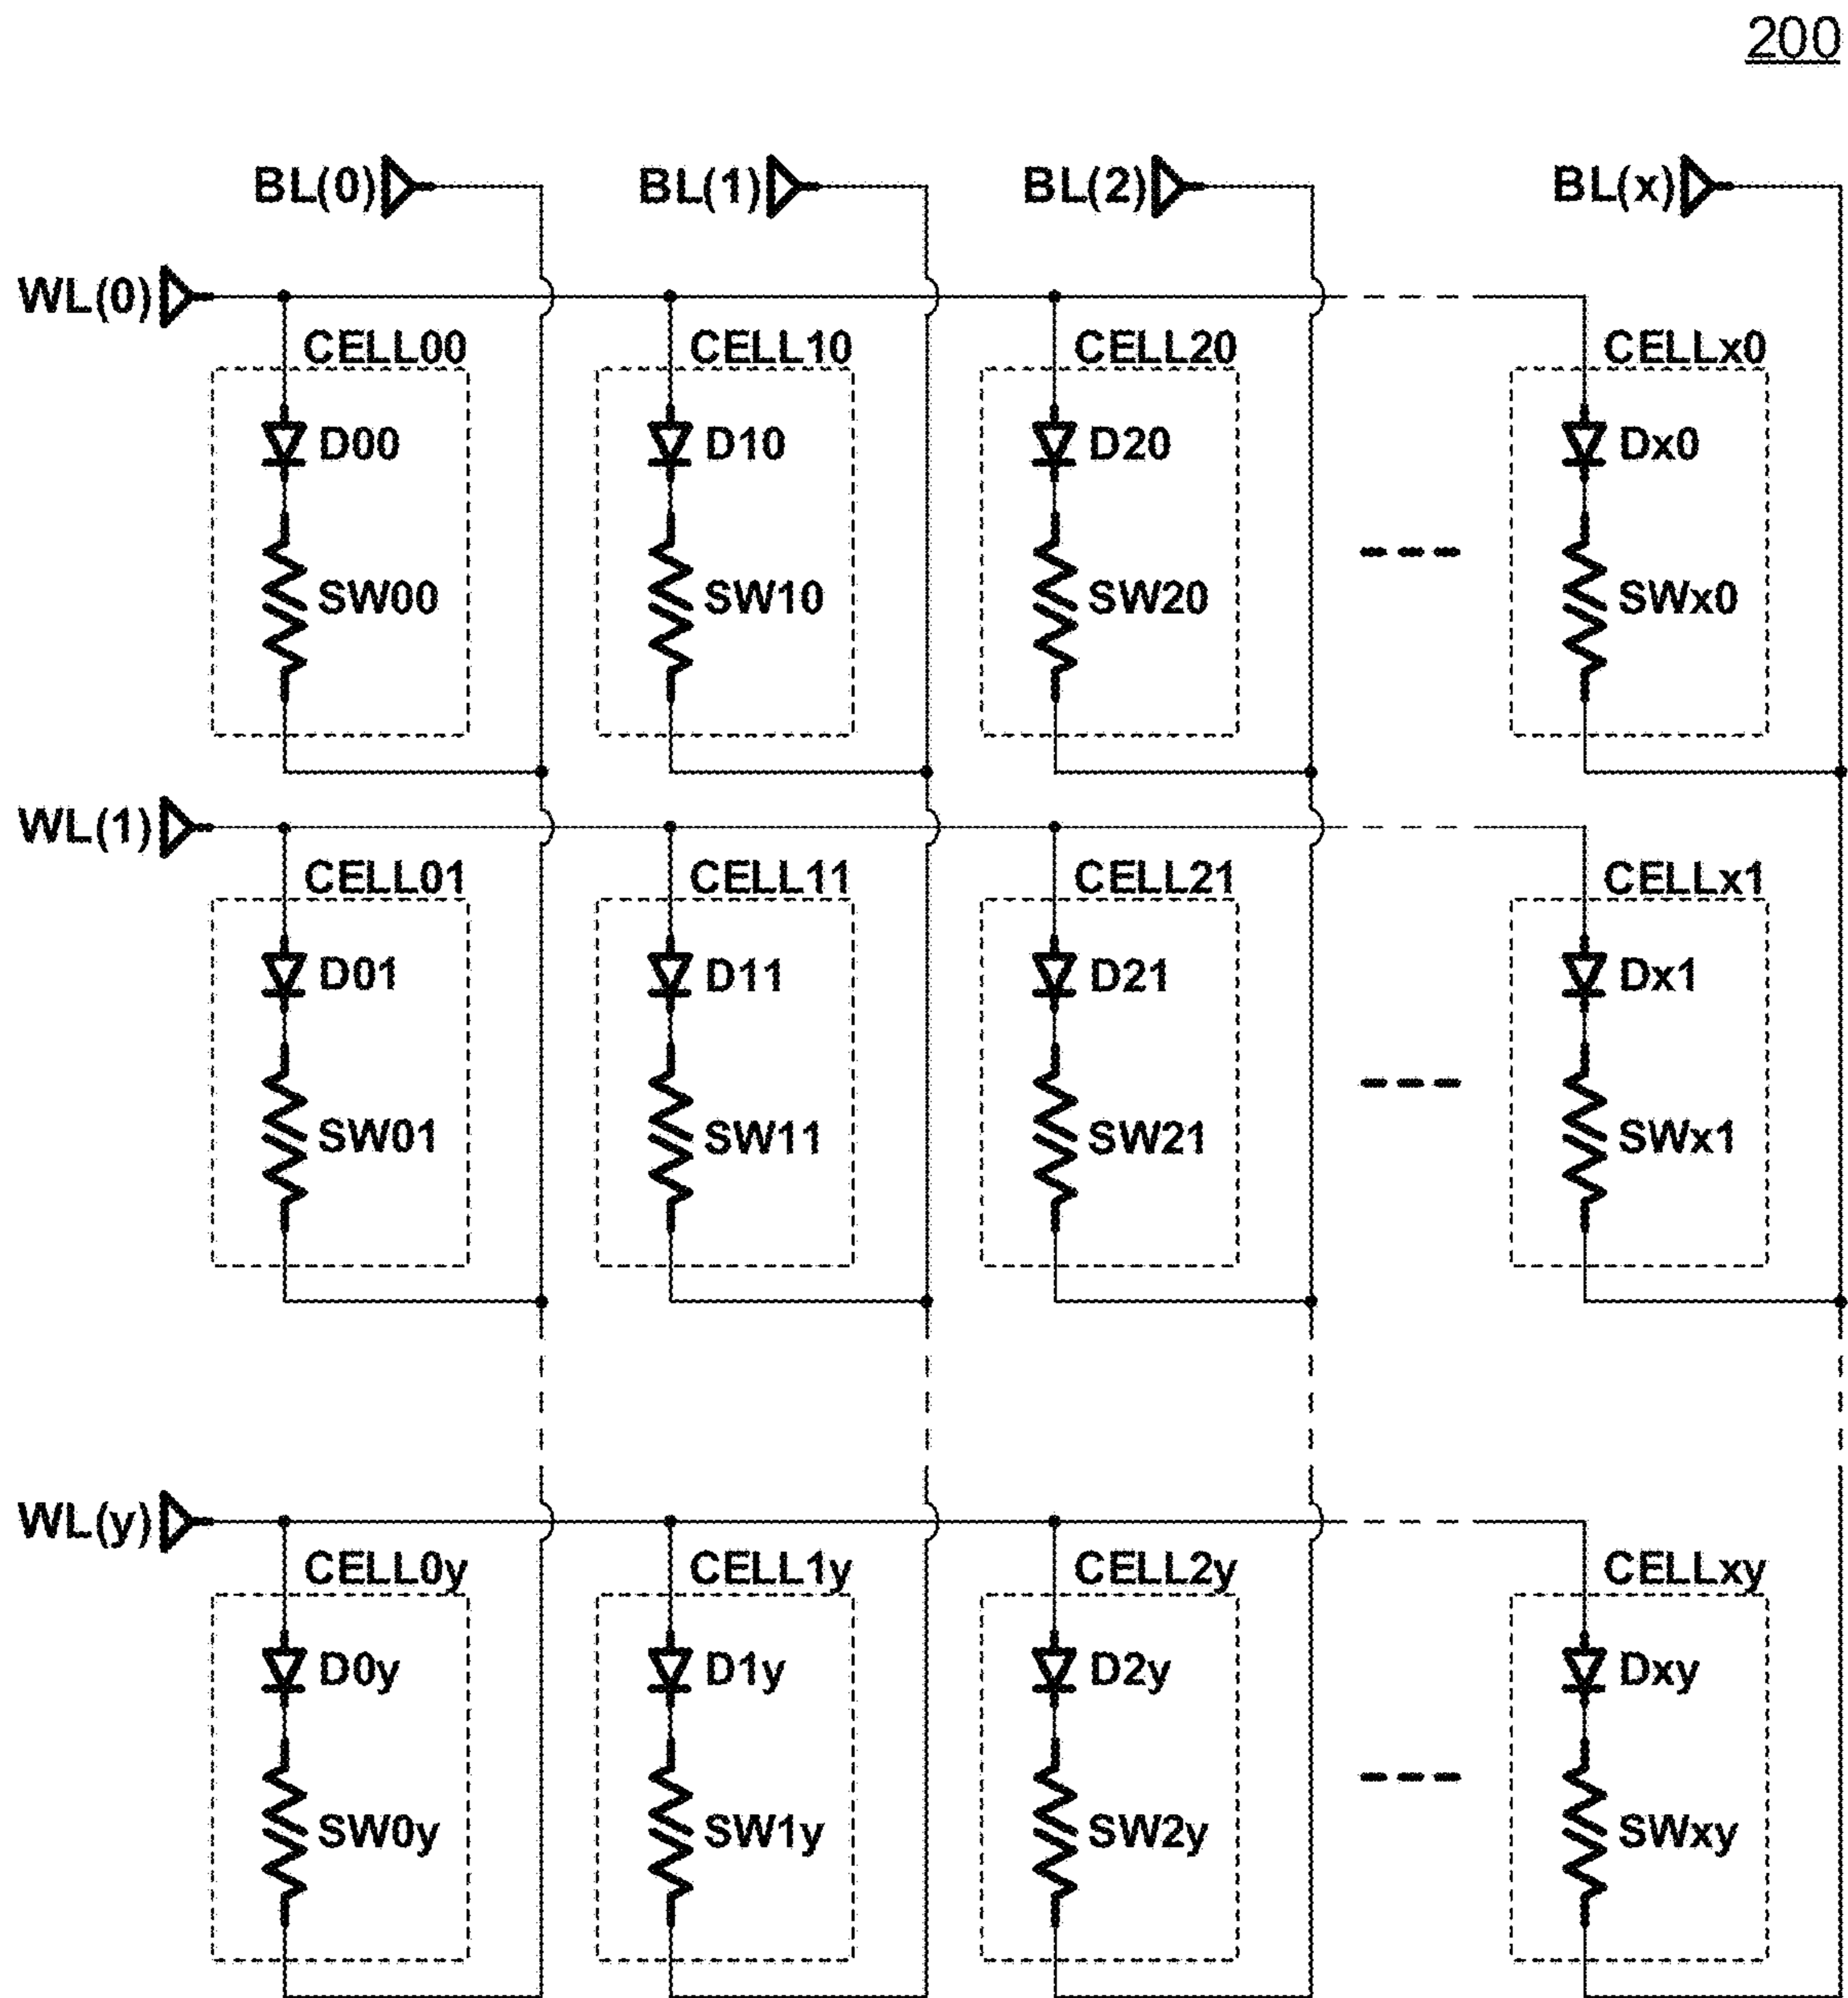 200
BL(0) BL(1) BL(2) BL(x)
WL(0)
CELL00 CELL10 CELL20 CELLx0
D00 D10 D20 Dx0
SW00 SW10 SW20 SWx0
WL(1)
CELL01 CELL11 CELL21 CELLx1
D01 D11 D21 Dx1
SW01 SW11 SW21 SWx1
WL(y)
CELL0y CELL1y CELL2y CELLxy
D0y D1y D2y Dxy
SW0y SW1y SW2y SWxy